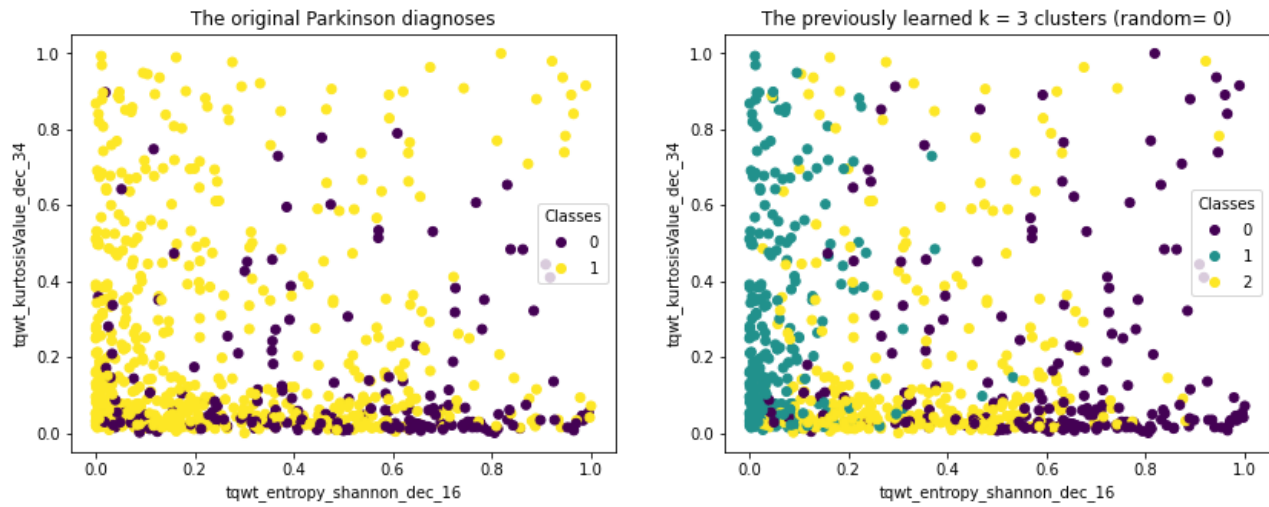 The original Parkinson diagnoses
tqwt_kurtosisValue_dec_34
1.0
0.8
0.6
0.4
0.2
0.0
Classes
0
1
0.0 0.2 0.4 0.6 0.8 1.0
tqwt_entropy_shannon_dec_16
The previously learned k = 3 clusters (random= 0)
tqwt_kurtosisValue_dec_34
1.0
0.8
0.6
0.4
0.2
0.0
Classes
0
1
2
0.0 0.2 0.4 0.6 0.8 1.0
tqwt_entropy_shannon_dec_16